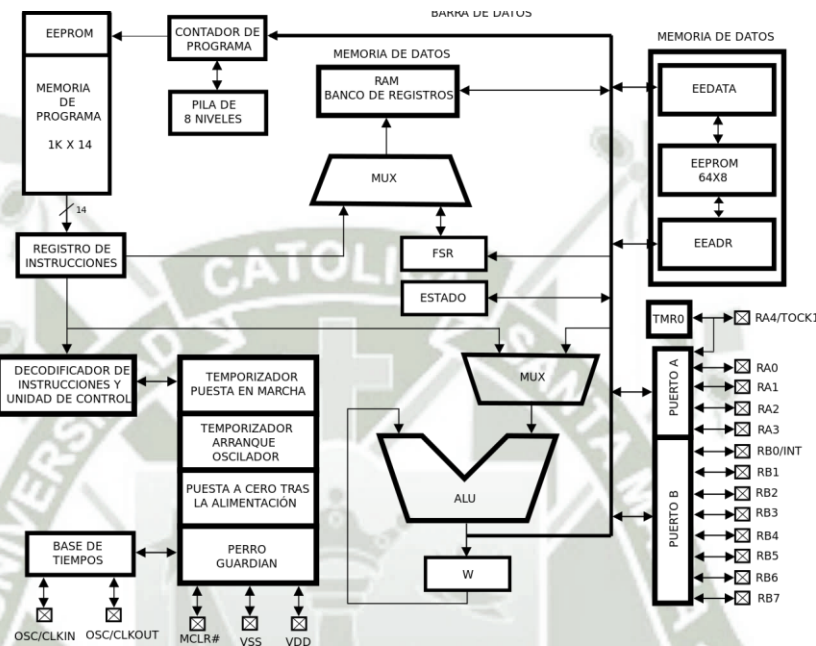 BARRA DE DATOS
EEPROM
MEMORIA
DE
PROGRAMA
1K X 14
14
CONTADOR DE
PROGRAMA
PILA DE
8 NIVELES
MEMORIA DE DATOS
RAM
BANCO DE REGISTROS
MUX
REGISTRO DE
INSTRUCCIONES
FSR
ESTADO
MEMORIA DE DATOS
EEDATA
EEPROM
64X8
EEADR
TMR0
RA4/TOCK1
DECODIFICADOR DE
INSTRUCCIONES Y
UNIDAD DE CONTROL
TEMPORIZADOR
PUESTA EN MARCHA
TEMPORIZADOR
ARRANQUE
OSCILADOR
PUESTA A CERO TRAS
LA ALIMENTACIÓN
PERRO
GUARDIAN
BASE DE
TIEMPOS
OSC/CLKIN
OSC/CLKOUT
MCLR#
VSS
VDD
MUX
ALU
W
PUERTO A
RA0
RA1
RA2
RA3
PUERTO B
RB0/INT
RB1
RB2
RB3
RB4
RB5
RB6
RB7
CATOLICA
SANTA